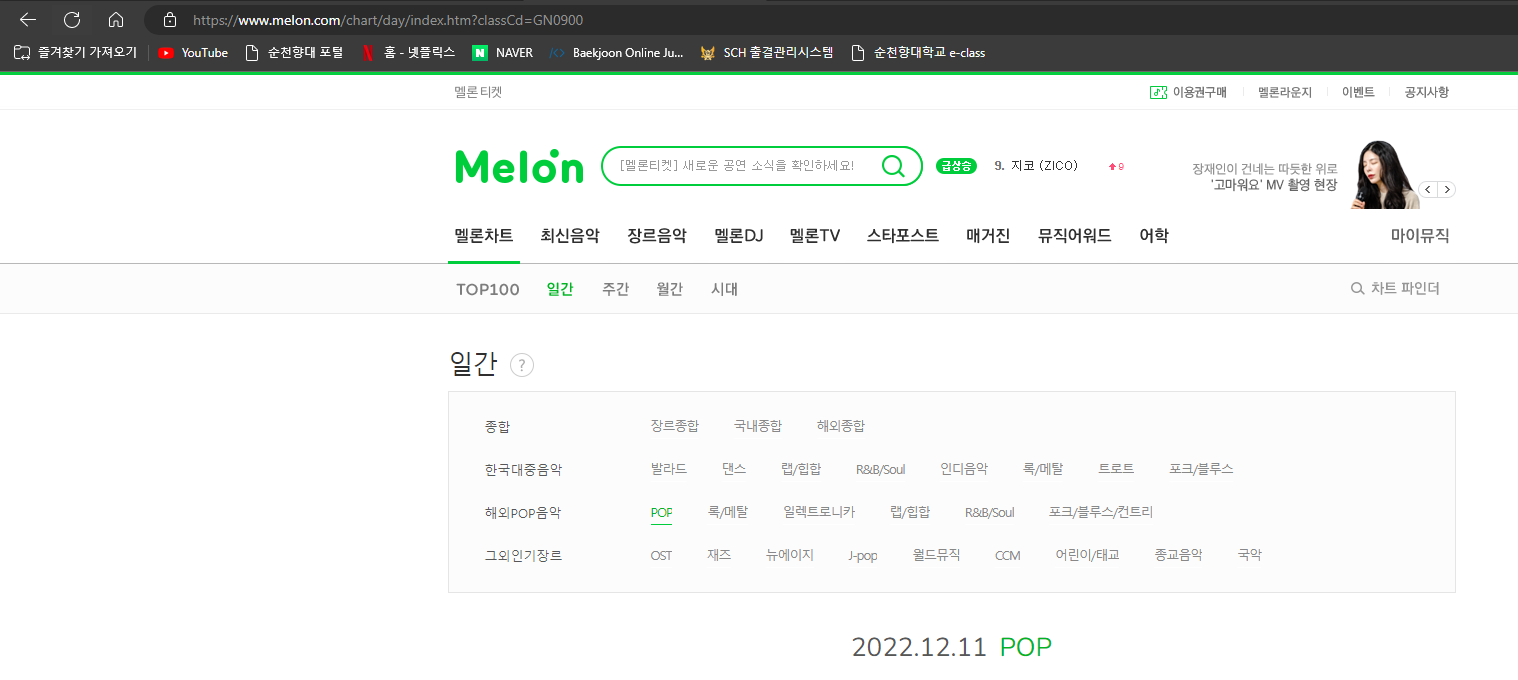 https://www.melon.com/chart/day/index.htm?classCd=GN0900
즐겨찾기 가져오기 YouTube 순천향대 포털 홈 - 넷플릭스 N NAVER Baekjoon Online Ju... SCH 출결관리시스템 순천향대학교 e-class
멜론티켓 이용권구매 멜론라운지 이벤트 공지사항
Melon [멜론티켓] 새로운 공연 소식을 확인하세요! 급상승 9. 지코 (ZICO) 9
장재인이 건네는 따듯한 위로
'고마워요' MV 촬영 현장
멜론차트 최신음악 장르음악 멜론DJ 멜론TV 스타포스트 매거진 뮤직어워드 어학 마이뮤직
TOP100 일간 주간 월간 시대 차트 파인더
일간 ?
종합 장르종합 국내종합 해외종합
한국대중음악 발라드 댄스 랩/힙합 R&B/Soul 인디음악 록/메탈 트로트 포크/블루스
해외POP음악 POP 록/메탈 일렉트로니카 랩/힙합 R&B/Soul 포크/블루스/컨트리
그외인기장르 OST 재즈 뉴에이지 J-pop 월드뮤직 CCM 어린이/태교 종교음악 국악
2022.12.11 POP